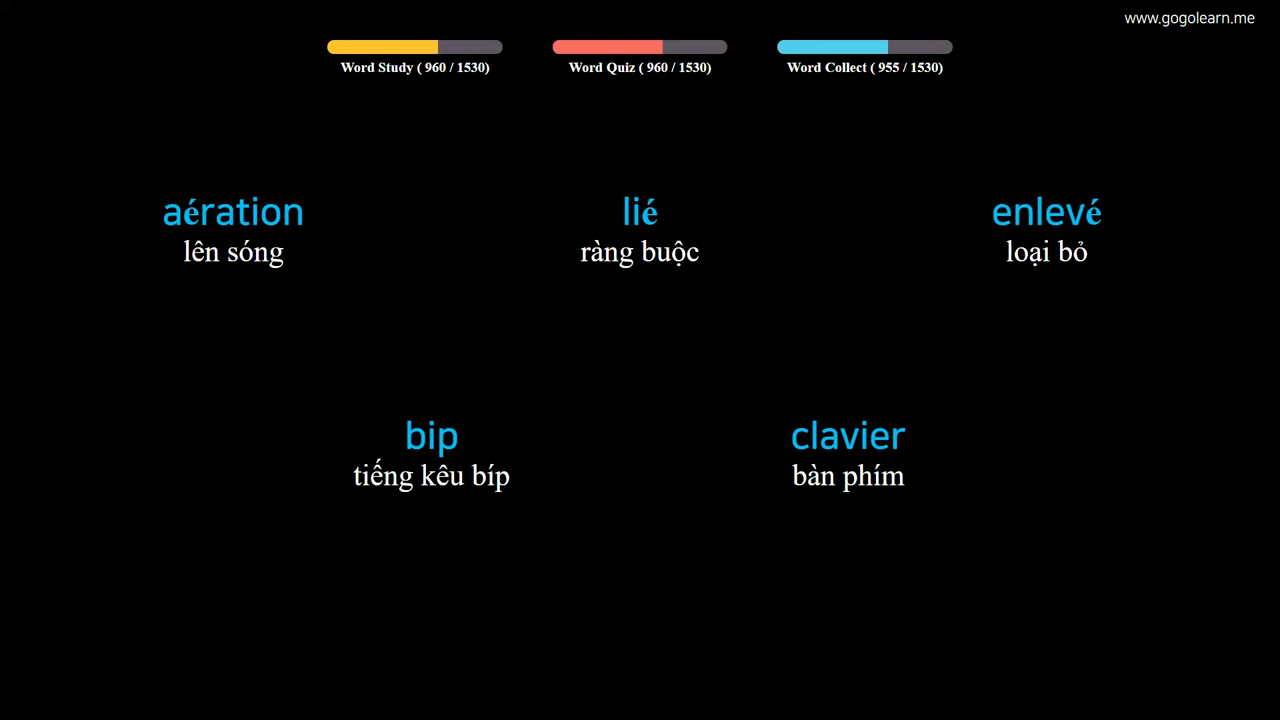 www.gogolearn.me
Word Study ( 960 / 1530)
Word Quiz ( 960 / 1530)
Word Collect ( 955 / 1530)
aération
lên sóng
lié
ràng buộc
enlevé
loại bỏ
bip
tiếng kêu bíp
clavier
bàn phím